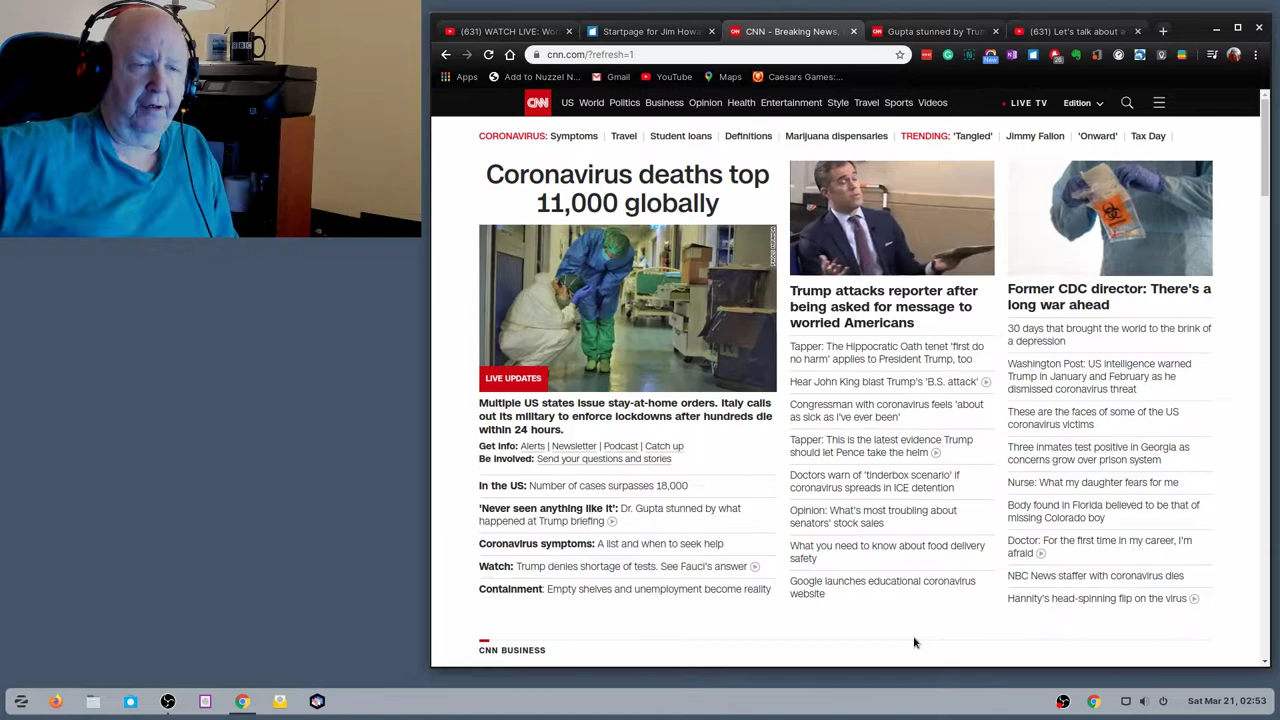 BBC
(631) WATCH LIVE: Wor
Startpage for Jim Howa
CNN - Breaking News,
Gupta stunned by Trum
(631) Let's talk about a
cnn.com/?refresh=1
Apps
Add to Nuzzel N...
Gmail
YouTube
Maps
Caesars Games:...
CNN US World Politics Business Opinion Health Entertainment Style Travel Sports Videos
LIVE TV Edition
CORONAVIRUS: Symptoms | Travel | Student loans | Definitions | Marijuana dispensaries | TRENDING: 'Tangled' | Jimmy Fallon | 'Onward' | Tax Day |
Coronavirus deaths top
11,000 globally
LIVE UPDATES
Multiple US states issue stay-at-home orders. Italy calls
out its military to enforce lockdowns after hundreds die
within 24 hours.
Get info: Alerts | Newsletter | Podcast | Catch up
Be involved: Send your questions and stories
In the US: Number of cases surpasses 18,000
'Never seen anything like it': Dr. Gupta stunned by what
happened at Trump briefing
Coronavirus symptoms: A list and when to seek help
Watch: Trump denies shortage of tests. See Fauci's answer
Containment: Empty shelves and unemployment become reality
CNN BUSINESS
Trump attacks reporter after
being asked for message to
worried Americans
Tapper: The Hippocratic Oath tenet 'first do
no harm' applies to President Trump, too
Hear John King blast Trump's 'B.S. attack'
Congressman with coronavirus feels 'about
as sick as I've ever been'
Tapper: This is the latest evidence Trump
should let Pence take the helm
Doctors warn of 'tinderbox scenario' if
coronavirus spreads in ICE detention
Opinion: What's most troubling about
senators' stock sales
What you need to know about food delivery
safety
Google launches educational coronavirus
website
Former CDC director: There's a
long war ahead
30 days that brought the world to the brink of
a depression
Washington Post: US intelligence warned
Trump in January and February as he
dismissed coronavirus threat
These are the faces of some of the US
coronavirus victims
Three inmates test positive in Georgia as
concerns grow over prison system
Nurse: What my daughter fears for me
Body found in Florida believed to be that of
missing Colorado boy
Doctor: For the first time in my career, I'm
afraid
NBC News staffer with coronavirus dies
Hannity's head-spinning flip on the virus
Sat Mar 21, 02:53